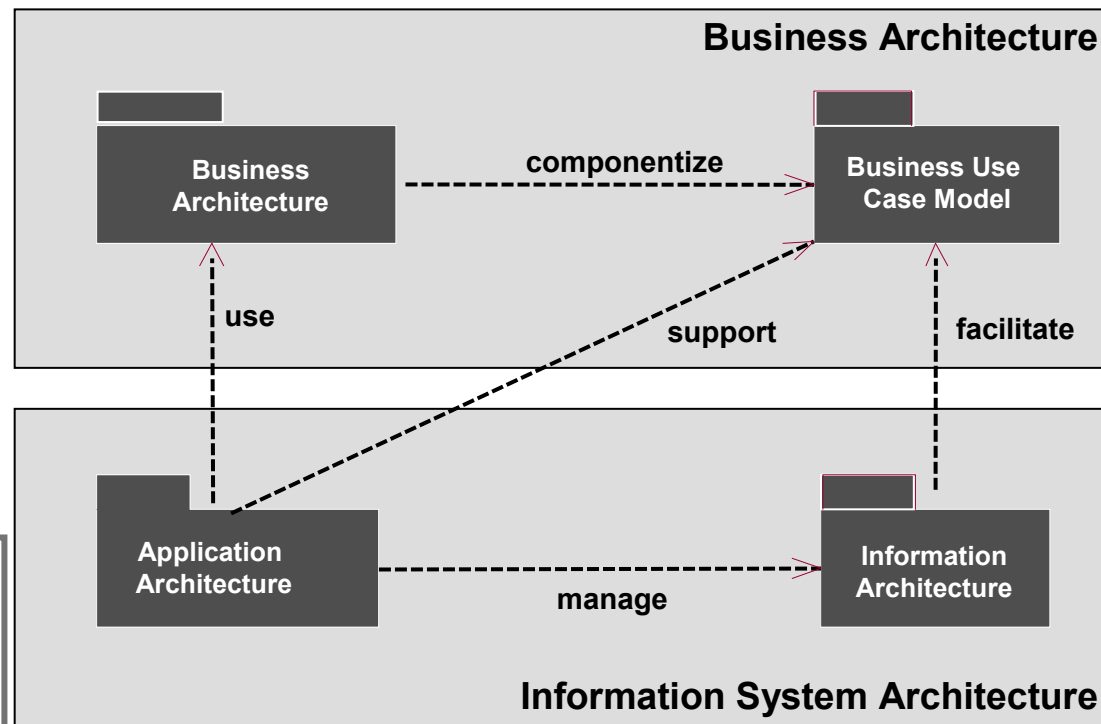 Business Architecture
Business
Architecture
componentize
Business Use
Case Model
use
support
facilitate
Application
Architecture
manage
Information
Architecture
Information System Architecture